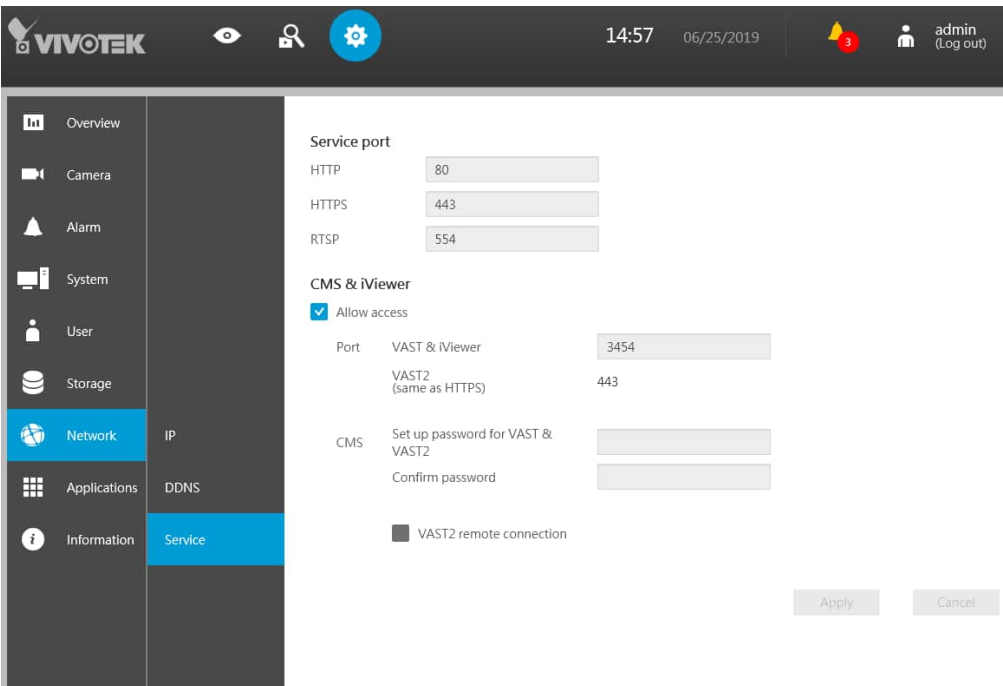 VIVOTEK
14:57 06/25/2019 3 admin
(Log out)
Overview
Camera
Alarm
System
User
Storage
Network
Applications
Information
IP
DDNS
Service
Service port
HTTP 80
HTTPS 443
RTSP 554
CMS & iViewer
Allow access
Port VAST & iViewer 3454
VAST2
(same as HTTPS) 443
CMS Set up password for VAST &
VAST2
Confirm password
VAST2 remote connection
Apply Cancel